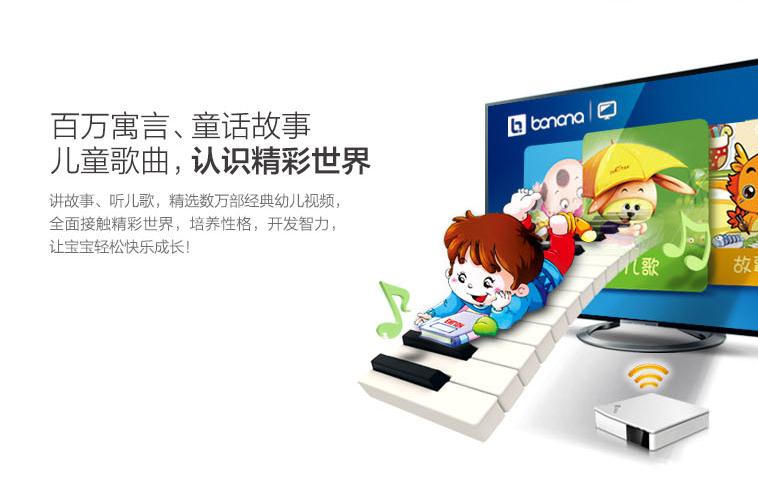 百万寓言、童话故事
儿童歌曲，认识精彩世界
讲故事、听儿歌，精选数万部经典幼儿视频，
全面接触精彩世界，培养性格，开发智力，
让宝宝轻松快乐成长！
banana
儿歌
故事